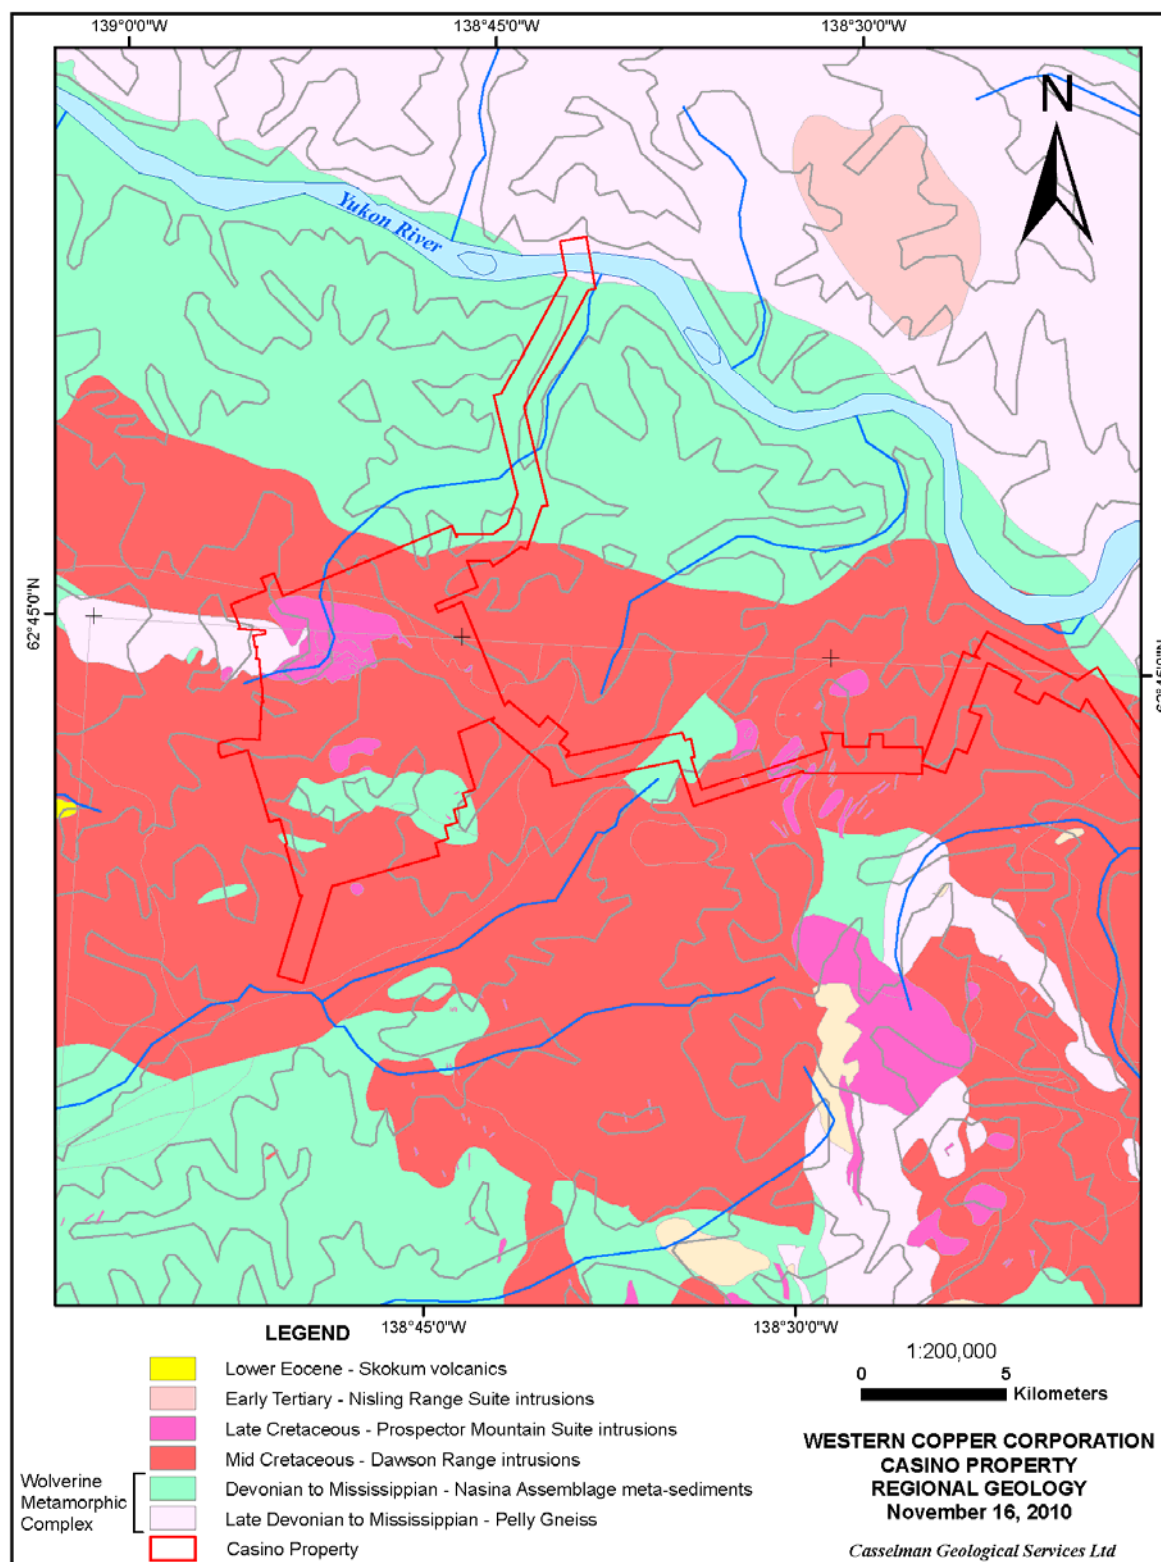 139°0'0"W 138°45'0"W 138°30'0"W
N
Yukon River
62°45'0"N
62°45'0"N
138°45'0"W 138°30'0"W
LEGEND
Lower Eocene - Skokum volcanics
Early Tertiary - Nisling Range Suite intrusions
Late Cretaceous - Prospector Mountain Suite intrusions
Mid Cretaceous - Dawson Range intrusions
Wolverine
Metamorphic
Complex
Devonian to Mississippian - Nasina Assemblage meta-sediments
Late Devonian to Mississippian - Pelly Gneiss
Casino Property
1:200,000
0 5
Kilometers
WESTERN COPPER CORPORATION
CASINO PROPERTY
REGIONAL GEOLOGY
November 16, 2010
Casselman Geological Services Ltd